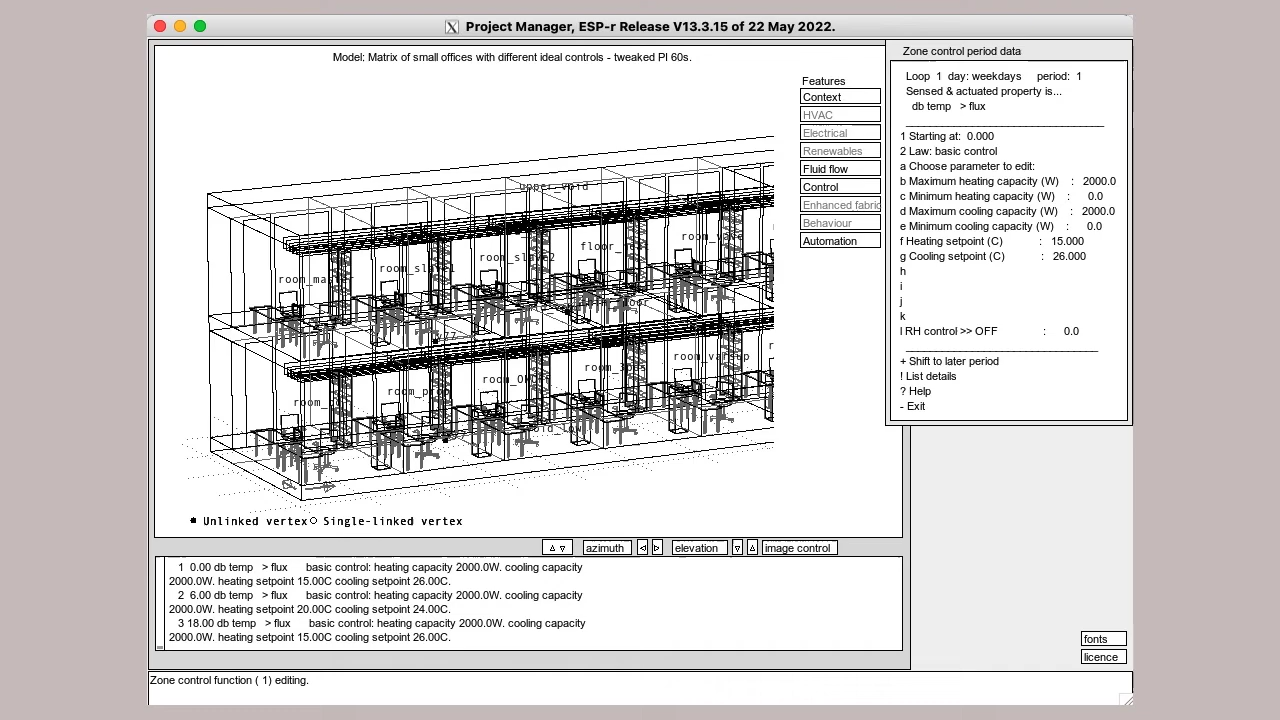 Project Manager, ESP-r Release V13.3.15 of 22 May 2022.
Model: Matrix of small offices with different ideal controls - tweaked PI 60s.
Features
Context
HVAC
Electrical
Renewables
Fluid flow
Control
Enhanced fabric
Behaviour
Automation
upper_void
room_slave1
room_slave2
room_
room_prop
room_varsup
Unlinked vertex Single-linked vertex
azimuth
elevation
image control
1 0.00 db temp > flux basic control: heating capacity 2000.0W. cooling capacity
2000.0W. heating setpoint 15.00C cooling setpoint 26.00C.
2 6.00 db temp > flux basic control: heating capacity 2000.0W. cooling capacity
2000.0W. heating setpoint 20.00C cooling setpoint 24.00C.
3 18.00 db temp > flux basic control: heating capacity 2000.0W. cooling capacity
2000.0W. heating setpoint 15.00C cooling setpoint 26.00C.
Zone control period data
Loop 1 day: weekdays period: 1
Sensed & actuated property is...
db temp > flux
1 Starting at: 0.000
2 Law: basic control
a Choose parameter to edit:
b Maximum heating capacity (W) : 2000.0
c Minimum heating capacity (W) : 0.0
d Maximum cooling capacity (W) : 2000.0
e Minimum cooling capacity (W) : 0.0
f Heating setpoint (C) : 15.000
g Cooling setpoint (C) : 26.000
h
i
j
k
l RH control >> OFF : 0.0
+ Shift to later period
! List details
? Help
- Exit
fonts
licence
Zone control function ( 1) editing.